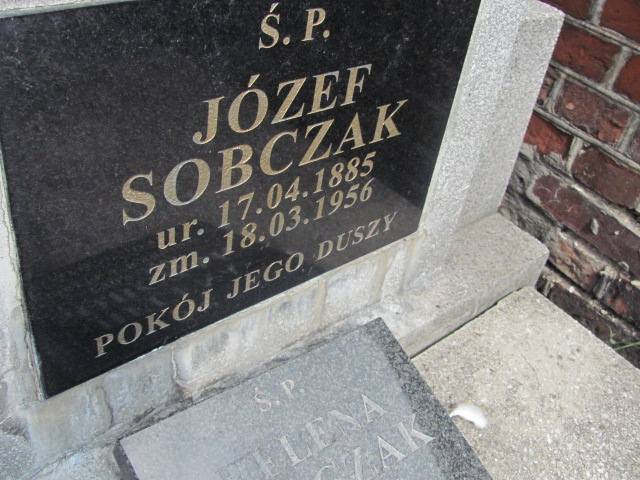 Ś. P.
JÓZEF
SOBCZAK
ur. 17.04.1885
zm. 18.03.1956
POKÓJ JEGO DUSZY
Ś. P.
HELENA